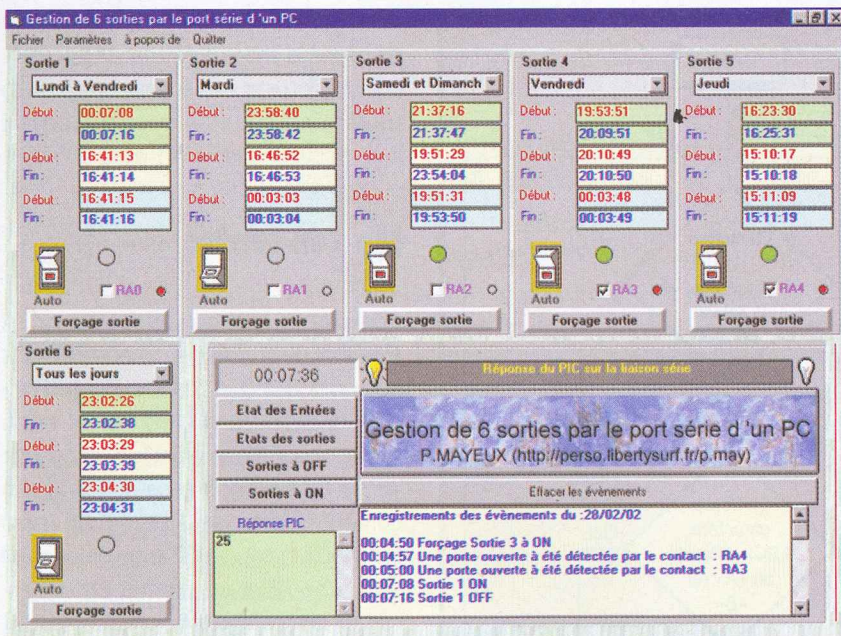 Gestion de 6 sorties par le port série d 'un PC
Fichier Paramètres à popos de Quitter
Sortie 1
Lundi à Vendredi
Début : 00:07:08
Fin : 00:07:16
Début : 16:41:13
Fin : 16:41:14
Début : 16:41:15
Fin : 16:41:16
Auto
RA0
Forçage sortie
Sortie 2
Mardi
Début : 23:58:40
Fin : 23:58:42
Début : 16:46:52
Fin : 16:46:53
Début : 00:03:03
Fin : 00:03:04
Auto
RA1
Forçage sortie
Sortie 3
Samedi et Dimanch
Début : 21:37:16
Fin : 21:37:47
Début : 19:51:29
Fin : 23:54:04
Début : 19:51:31
Fin : 19:53:50
Auto
RA2
Forçage sortie
Sortie 4
Vendredi
Début : 19:53:51
Fin : 20:09:51
Début : 20:10:49
Fin : 20:10:50
Début : 00:03:48
Fin : 00:03:49
Auto
RA3
Forçage sortie
Sortie 5
Jeudi
Début : 16:23:30
Fin : 16:25:31
Début : 15:10:17
Fin : 15:10:18
Début : 15:11:09
Fin : 15:11:19
Auto
RA4
Forçage sortie
Sortie 6
Tous les jours
Début : 23:02:26
Fin : 23:02:38
Début : 23:03:29
Fin : 23:03:39
Début : 23:04:30
Fin : 23:04:31
Auto
Forçage sortie
00:07:36
Etat des Entrées
Etats des sorties
Sorties à OFF
Sorties à ON
Réponse PIC
25
Réponse du PIC sur la liaison série
Gestion de 6 sorties par le port série d 'un PC
P.MAYEUX (http://perso.libertysurf.fr/p.may)
Effacer les évènements
Enregistrements des évènements du :28/02/02
00:04:50 Forçage Sortie 3 à ON
00:04:57 Une porte ouverte à été détectée par le contact : RA4
00:05:00 Une porte ouverte à été détectée par le contact : RA3
00:07:08 Sortie 1 ON
00:07:16 Sortie 1 OFF